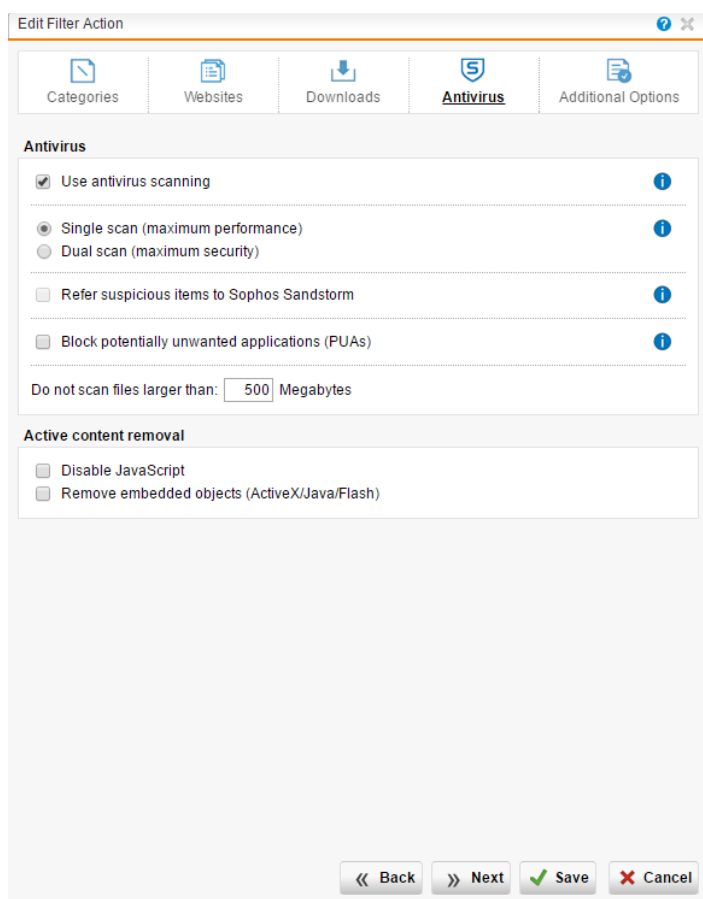 Edit Filter Action
Categories Websites Downloads Antivirus Additional Options
Antivirus
Use antivirus scanning
Single scan (maximum performance)
Dual scan (maximum security)
Refer suspicious items to Sophos Sandstorm
Block potentially unwanted applications (PUAs)
Do not scan files larger than: 500 Megabytes
Active content removal
Disable JavaScript
Remove embedded objects (ActiveX/Java/Flash)
Back Next Save Cancel